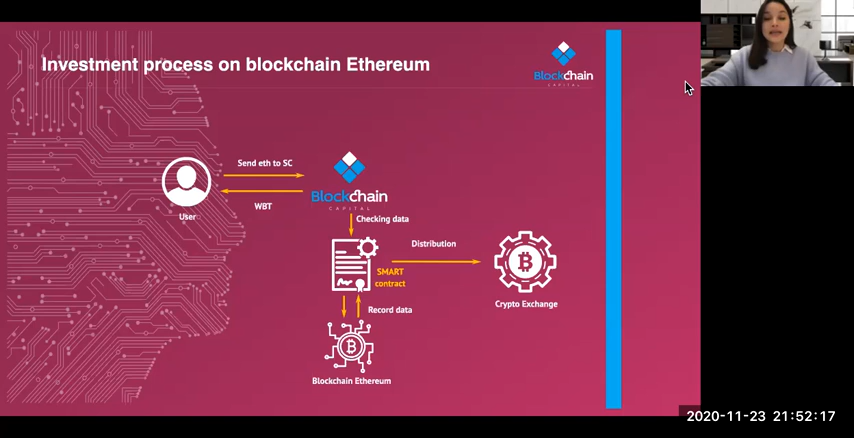 Investment process on blockchain Ethereum
Blockchain
CAPITAL
Send eth to SC
WBT
User
Blockchain
CAPITAL
Checking data
Distribution
SMART
contract
Crypto Exchange
Record data
Blockchain Ethereum
2020-11-23 21:52:17